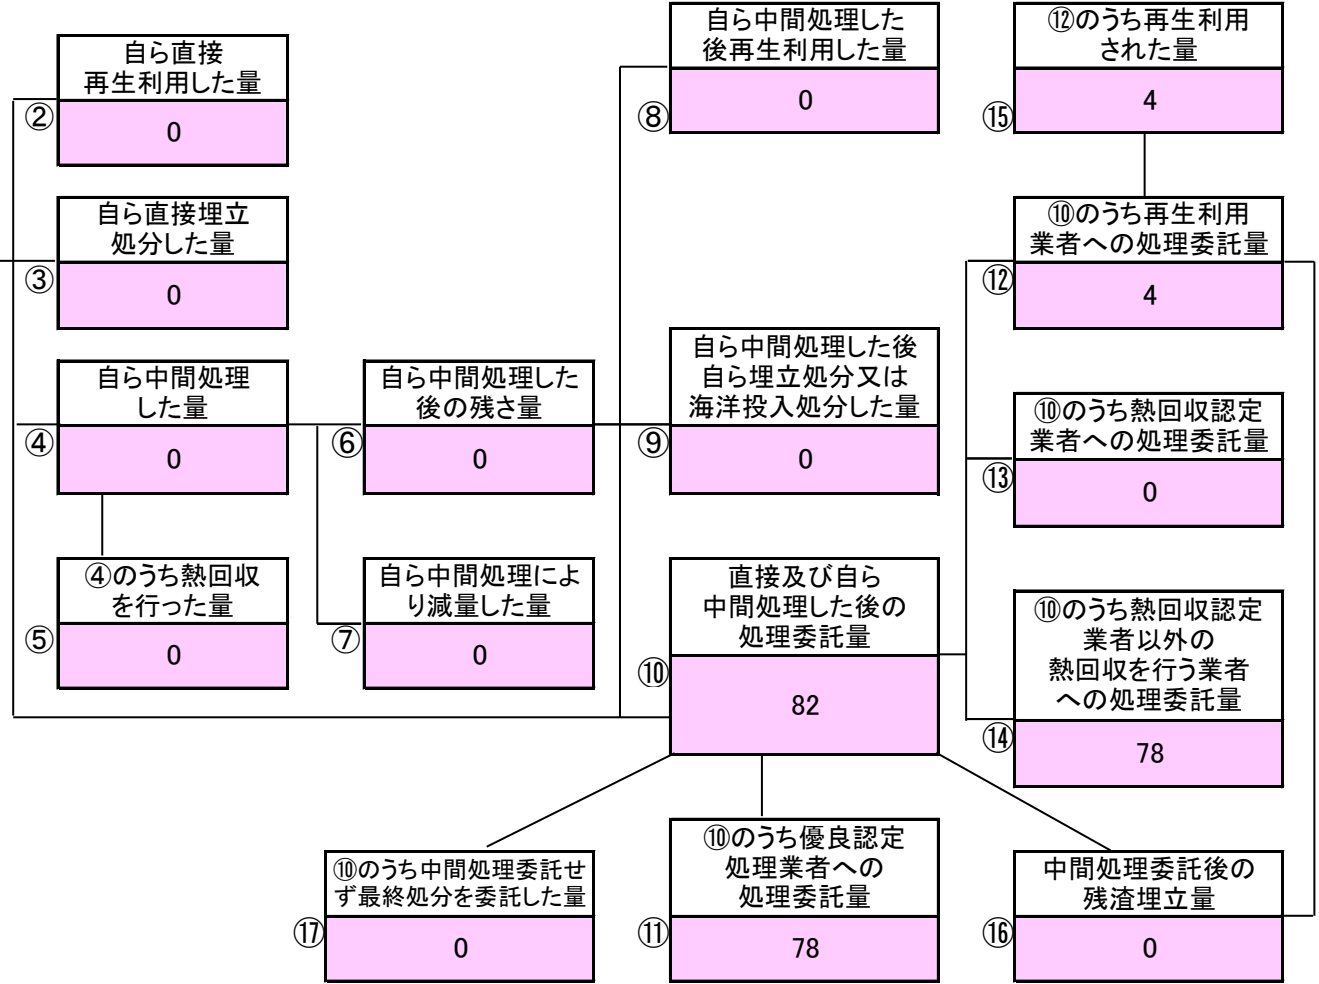 自ら直接
再生利用した量
②
0
自ら直接埋立
処分した量
③
0
自ら中間処理
した量
④
0
④のうち熱回収
を行った量
⑤
0
自ら中間処理した
後の残さ量
⑥
0
自ら中間処理によ
り減量した量
⑦
0
自ら中間処理した
後再生利用した量
⑧
0
自ら中間処理した後
自ら埋立処分又は
海洋投入処分した量
⑨
0
直接及び自ら
中間処理した後の
処理委託量
⑩
82
⑩のうち優良認定
処理業者への
処理委託量
⑪
78
⑫のうち再生利用
された量
⑮
4
⑩のうち再生利用
業者への処理委託量
⑫
4
⑩のうち熱回収認定
業者への処理委託量
⑬
0
⑩のうち熱回収認定
業者以外の
熱回収を行う業者
への処理委託量
⑭
78
中間処理委託後の
残渣埋立量
⑯
0
⑩のうち中間処理委託せ
ず最終処分を委託した量
⑰
0